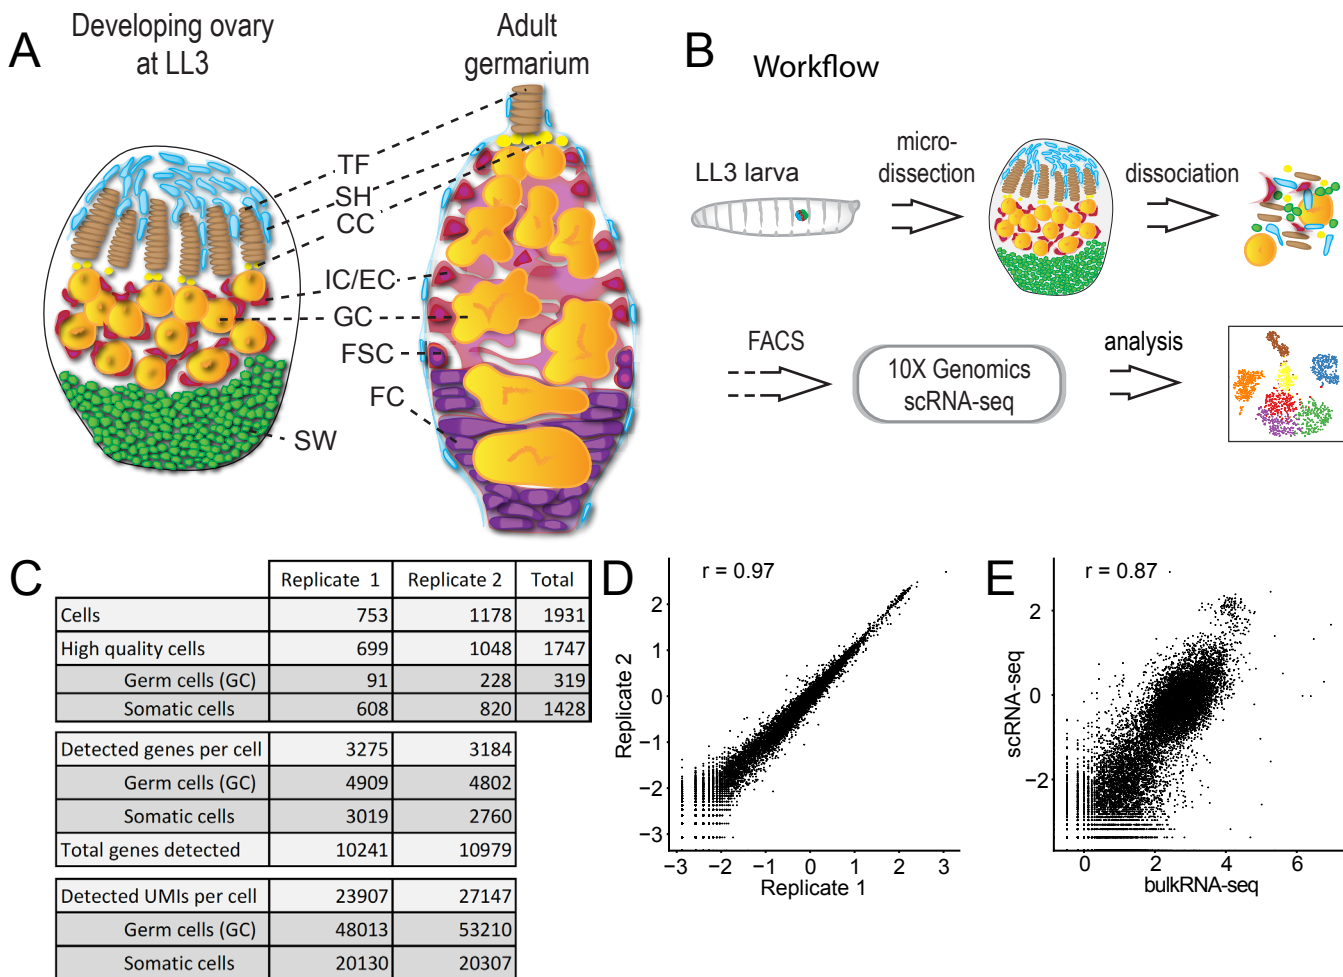 A
Developing ovary
at LL3
Adult
germarium
TF
SH
CC
IC/EC
GC
FSC
FC
SW
B
Workflow
LL3 larva
micro-
dissection
dissociation
FACS
10X Genomics
scRNA-seq
analysis
C
Replicate 1 Replicate 2 Total
Cells 753 1178 1931
High quality cells 699 1048 1747
Germ cells (GC) 91 228 319
Somatic cells 608 820 1428
Detected genes per cell 3275 3184
Germ cells (GC) 4909 4802
Somatic cells 3019 2760
Total genes detected 10241 10979
Detected UMIs per cell 23907 27147
Germ cells (GC) 48013 53210
Somatic cells 20130 20307
D
r = 0.97
Replicate 2
2
1
0
−1
−2
−3
−3 −2 −1 0 1 2 3
Replicate 1
E
r = 0.87
scRNA-seq
2
0
−2
0 2 4 6
bulkRNA-seq